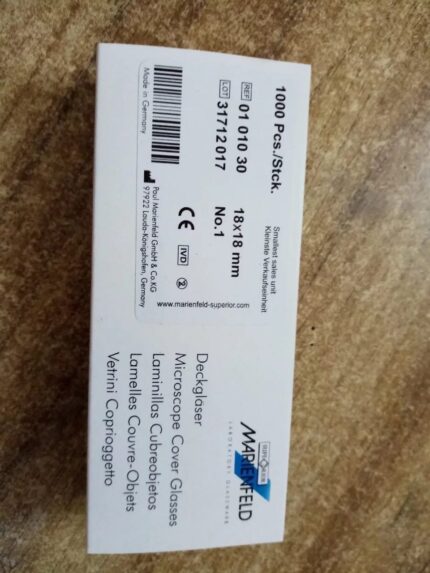 1000 Pcs./Stck.
Smallest sales unit
Kleinste Verkaufseinheit
REF 01 010 30
18x18 mm
LOT 31712017
No.1
CE IVD 2
www.marienfeld-superior.com
Made in Germany
Paul Marienfeld GmbH & Co.KG
97922 Lauda-Königshofen, Germany
SUPERIOR
MARIENFELD
LABORATORY GLASSWARE
Deckgläser
Microscope Cover Glasses
Laminillas Cubreobjetos
Lamelles Couvre-Objets
Vetrini Coprioggetto